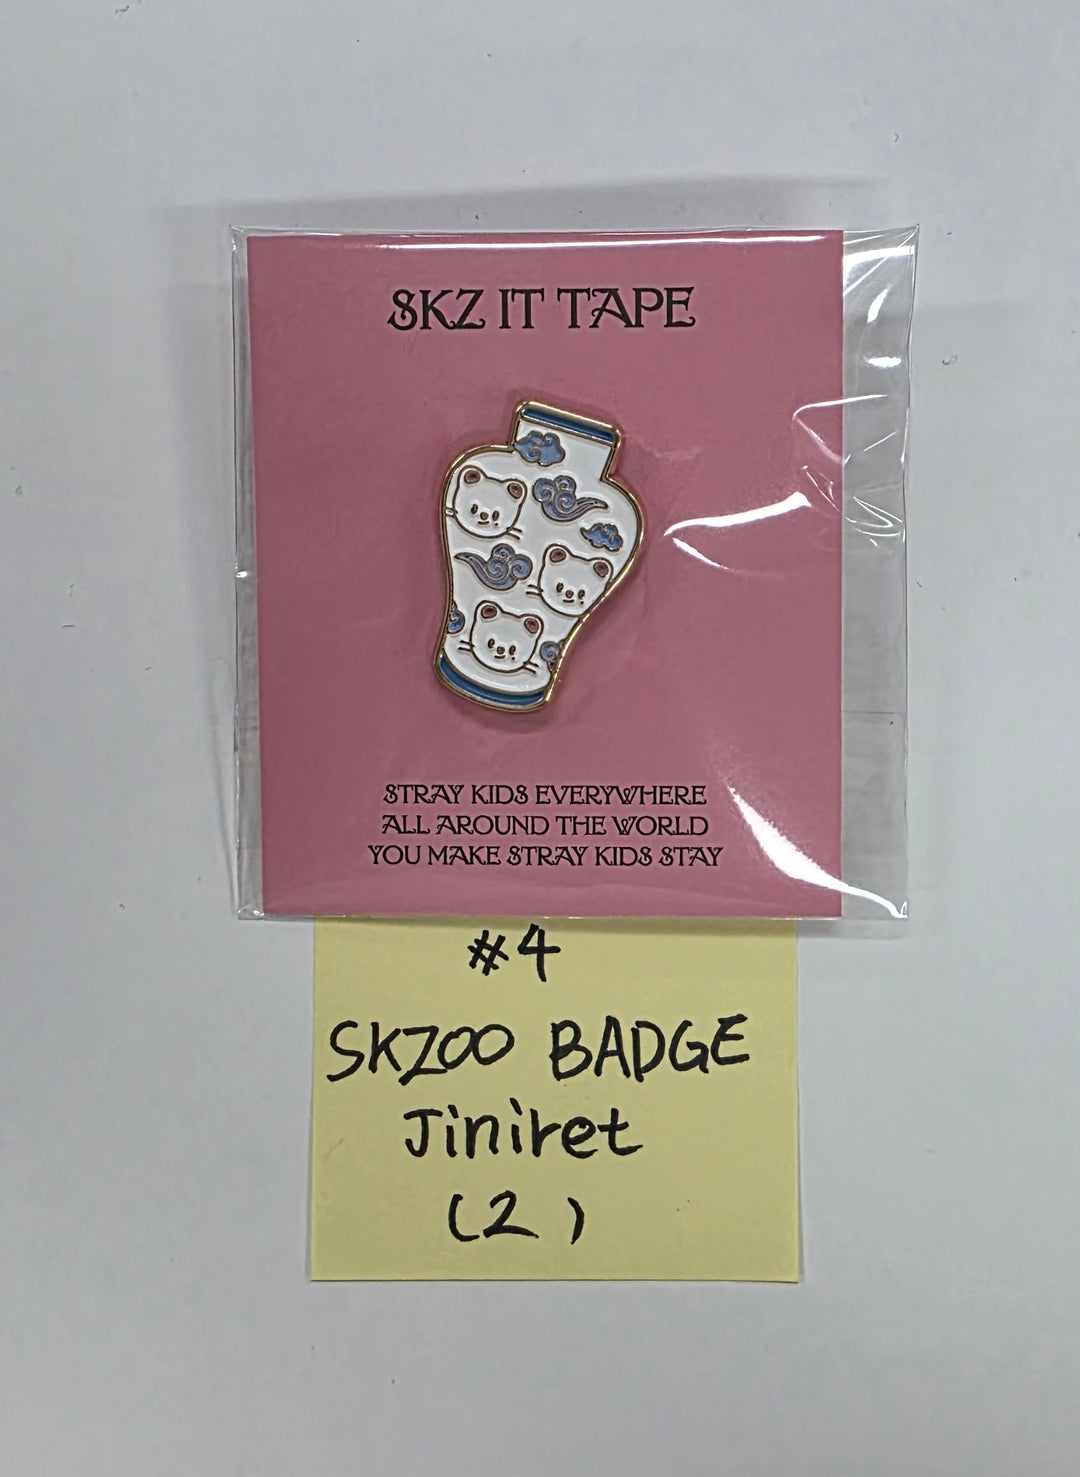 SKZ IT TAPE
STRAY KIDS EVERYWHERE
ALL AROUND THE WORLD
YOU MAKE STRAY KIDS STAY
#4
SKZOO BADGE
Jiniret
(2)